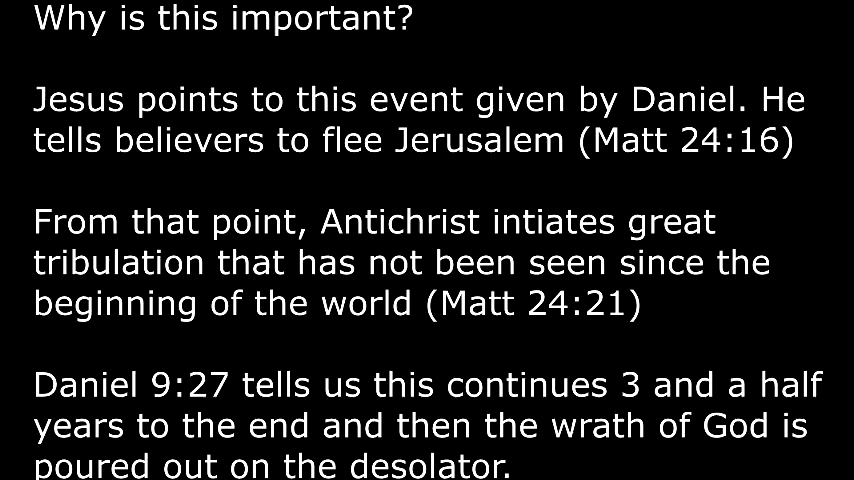 Why is this important?
Jesus points to this event given by Daniel. He
tells believers to flee Jerusalem (Matt 24:16)
From that point, Antichrist intiates great
tribulation that has not been seen since the
beginning of the world (Matt 24:21)
Daniel 9:27 tells us this continues 3 and a half
years to the end and then the wrath of God is
poured out on the desolator.